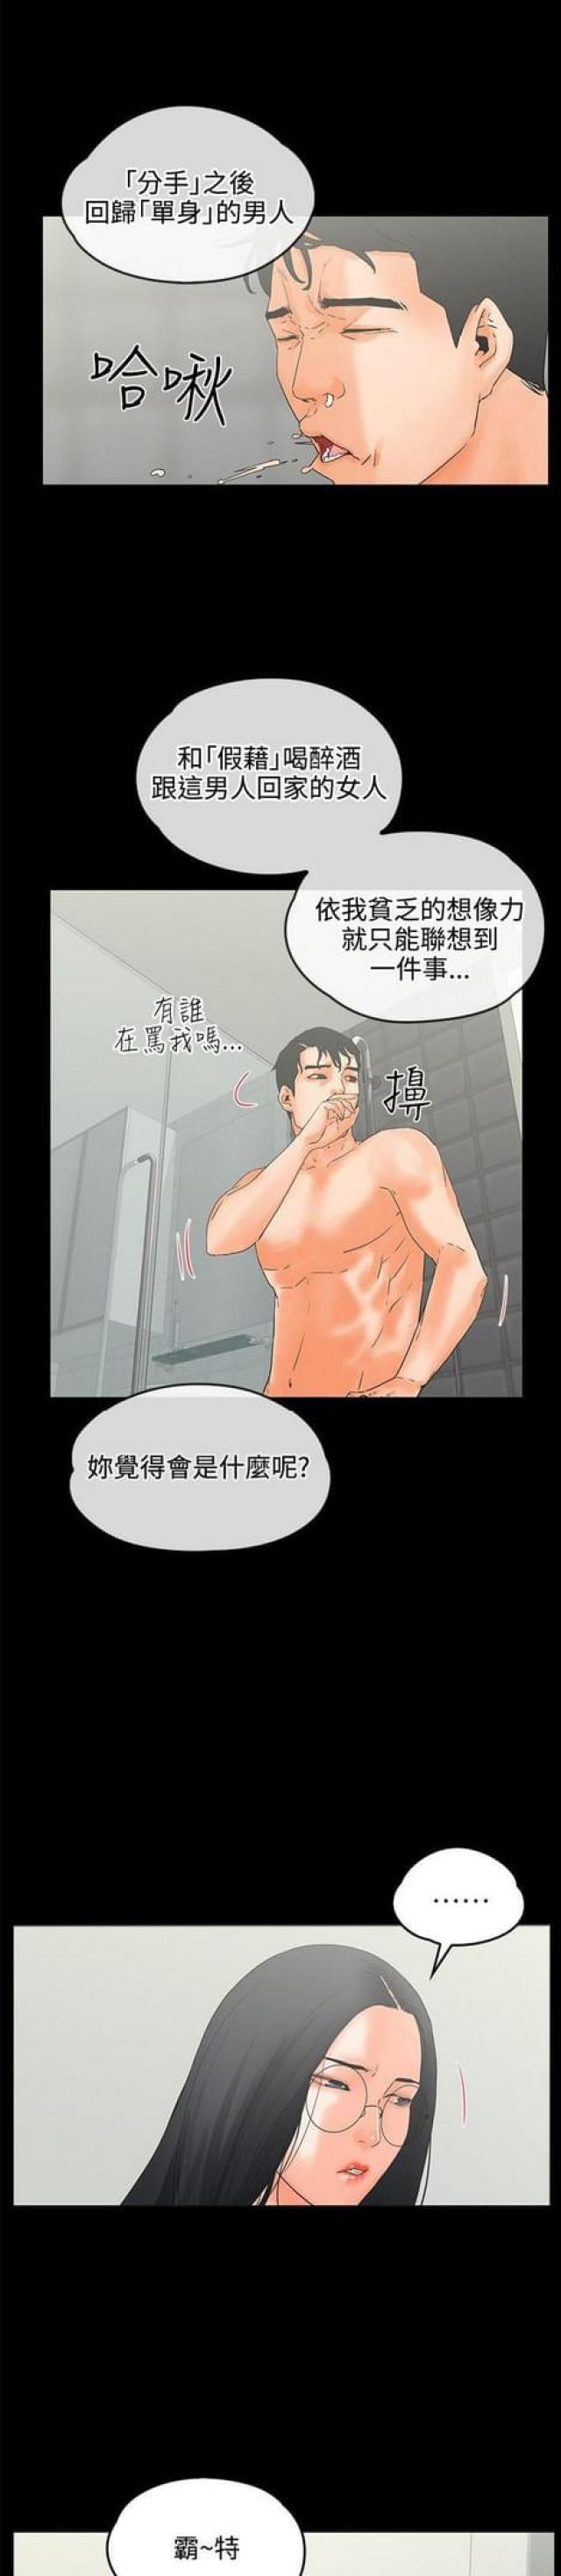 「分手」之後
回歸「單身」的男人
哈啾
和「假藉」喝醉酒
跟這男人回家的女人
依我貧乏的想像力
就只能聯想到
一件事...
有誰
在罵我嗎...
擤
妳覺得會是什麼呢?
......
霸~特